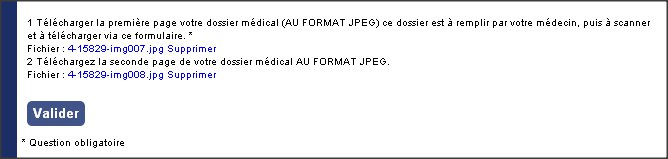 1 Télécharger la première page votre dossier médical (AU FORMAT JPEG) ce dossier est à remplir par votre médecin, puis à scanner
et à télécharger via ce formulaire. *
Fichier : 4-15829-img007.jpg Supprimer
2 Téléchargez la seconde page de votre dossier médical AU FORMAT JPEG.
Fichier : 4-15829-img008.jpg Supprimer
Valider
* Question obligatoire